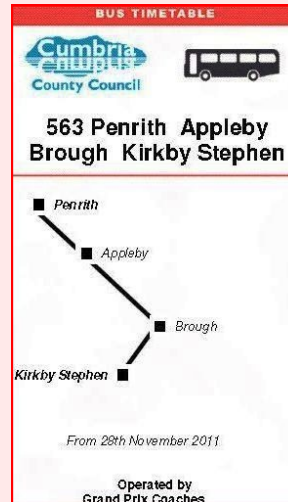 BUS TIMETABLE
Cumbria
County Council
563 Penrith Appleby
Brough Kirkby Stephen
Penrith
Appleby
Brough
Kirkby Stephen
From 28th November 2011
Operated by
Grand Prix Coaches